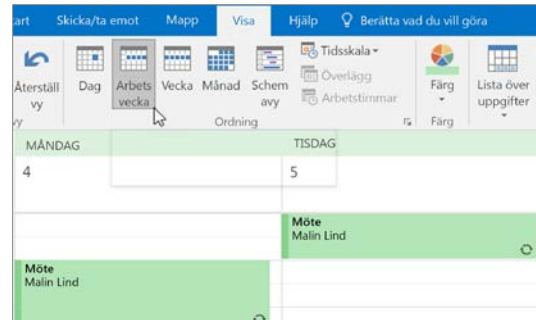 art Skicka/ta emot Mapp Visa Hjälp Berätta vad du vill göra
Återställ vy
Dag
Arbets vecka
Vecka
Månad
Schem avy
Tidsskala
Överlägg
Arbetstimmar
Färg
Lista över uppgifter
vy Ordning Färg
MÅNDAG TISDAG
4 5
Möte
Malin Lind
Möte
Malin Lind